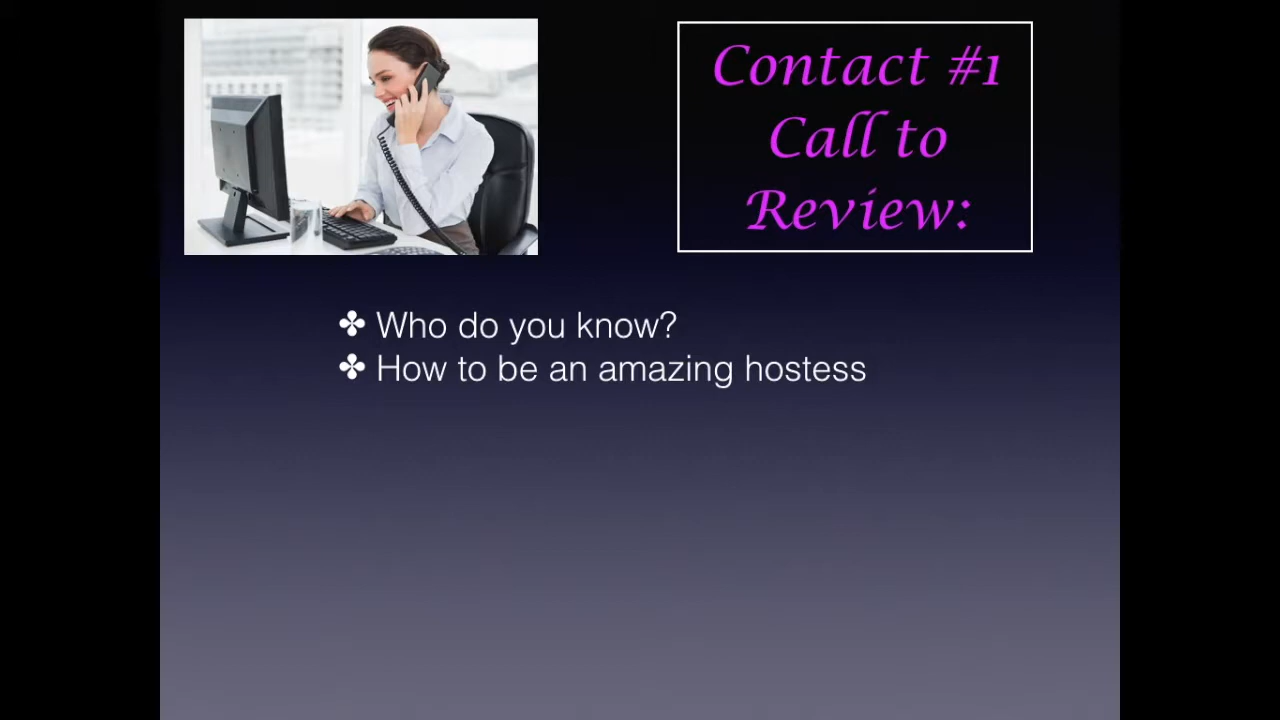 Contact #1
Call to
Review:
✤ Who do you know?
✤ How to be an amazing hostess